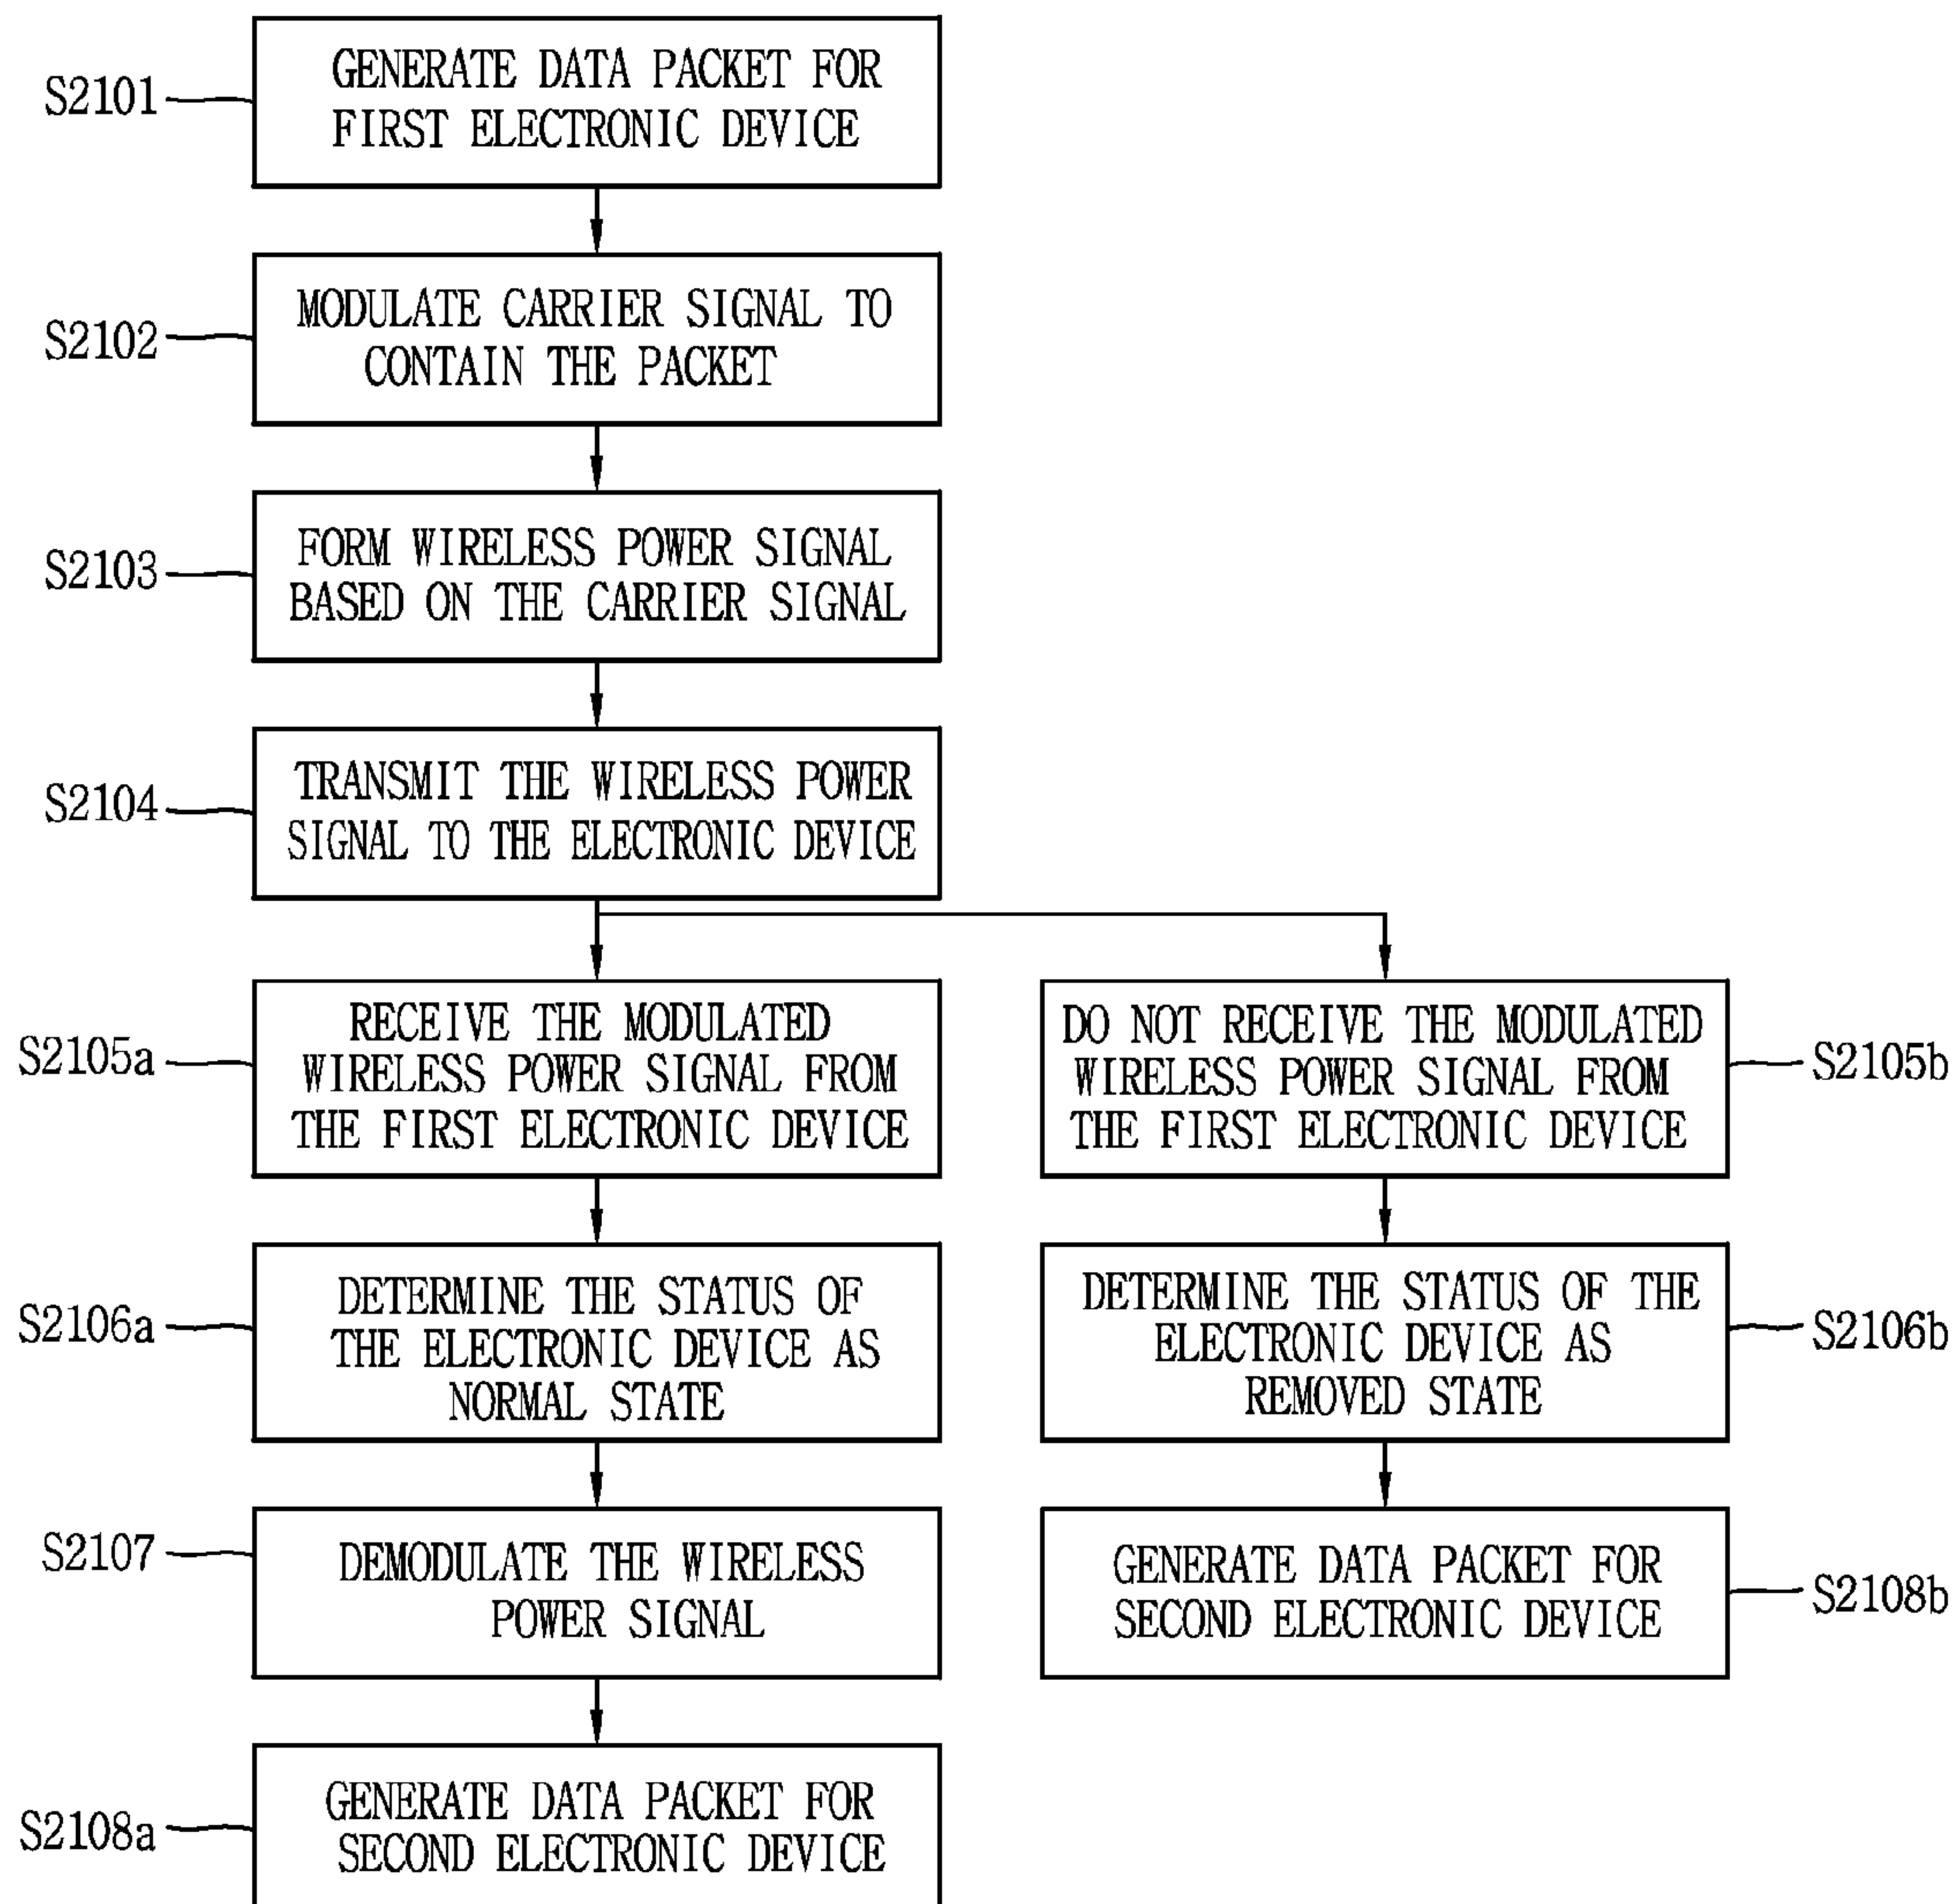 S2101
GENERATE DATA PACKET FOR
FIRST ELECTRONIC DEVICE
S2102
MODULATE CARRIER SIGNAL TO
CONTAIN THE PACKET
S2103
FORM WIRELESS POWER SIGNAL
BASED ON THE CARRIER SIGNAL
S2104
TRANSMIT THE WIRELESS POWER
SIGNAL TO THE ELECTRONIC DEVICE
S2105a
RECEIVE THE MODULATED
WIRELESS POWER SIGNAL FROM
THE FIRST ELECTRONIC DEVICE
DO NOT RECEIVE THE MODULATED
WIRELESS POWER SIGNAL FROM
THE FIRST ELECTRONIC DEVICE
S2105b
S2106a
DETERMINE THE STATUS OF
THE ELECTRONIC DEVICE AS
NORMAL STATE
DETERMINE THE STATUS OF THE
ELECTRONIC DEVICE AS
REMOVED STATE
S2106b
S2107
DEMODULATE THE WIRELESS
POWER SIGNAL
GENERATE DATA PACKET FOR
SECOND ELECTRONIC DEVICE
S2108b
S2108a
GENERATE DATA PACKET FOR
SECOND ELECTRONIC DEVICE